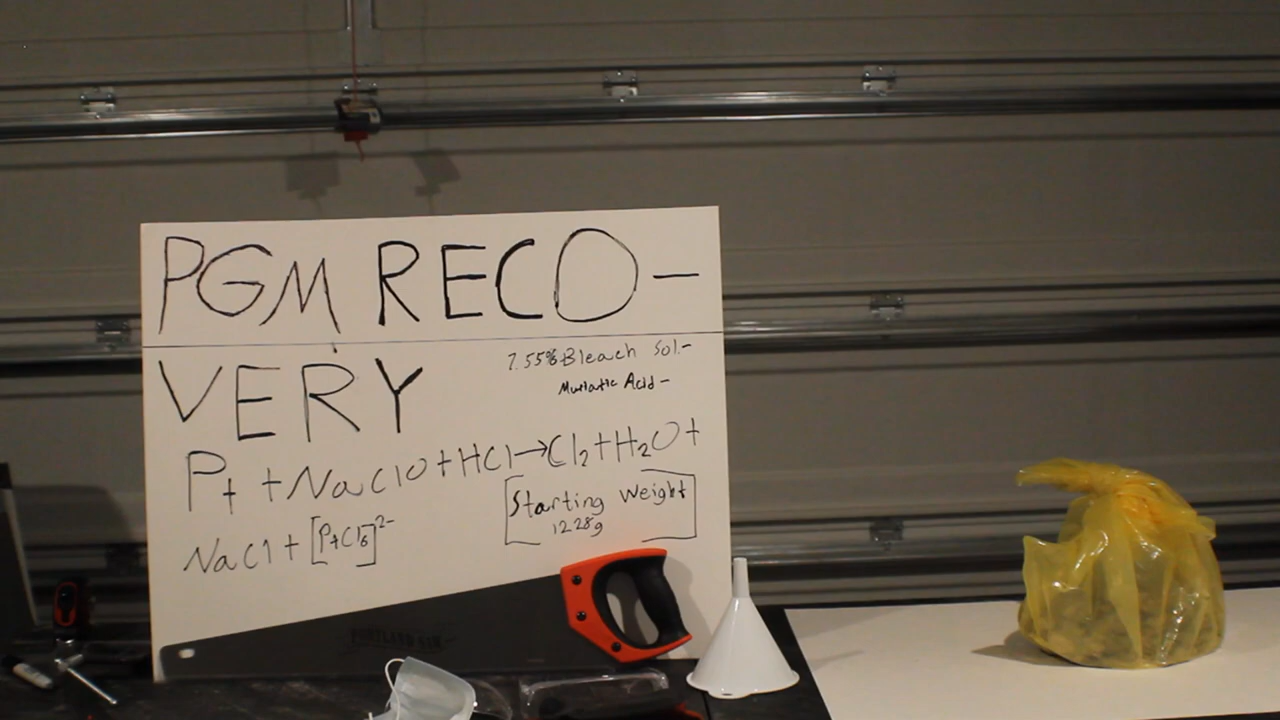 PGM RECO-
VERY
7.55% Bleach Sol.-
Muriatic Acid-
Pt + NaClO + HCl → Cl₂ + H₂O +
NaCl + [PtCl₆]²⁻
Starting Weight
1228g
PORTLAND SAW